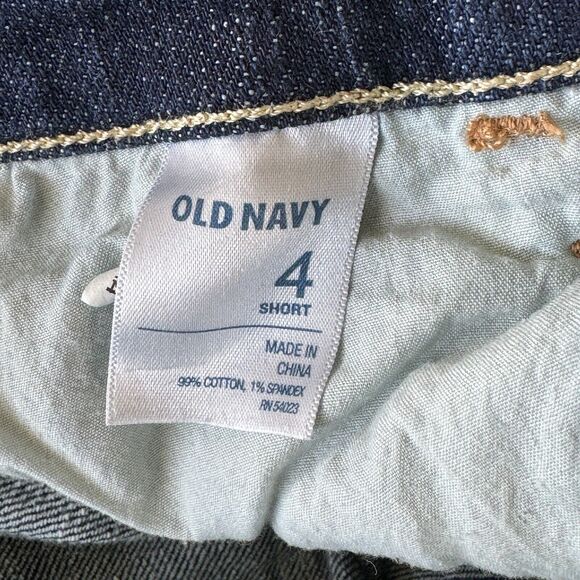 OLD NAVY
4
SHORT
MADE IN
CHINA
99% COTTON, 1% SPANDEX
RN 54023